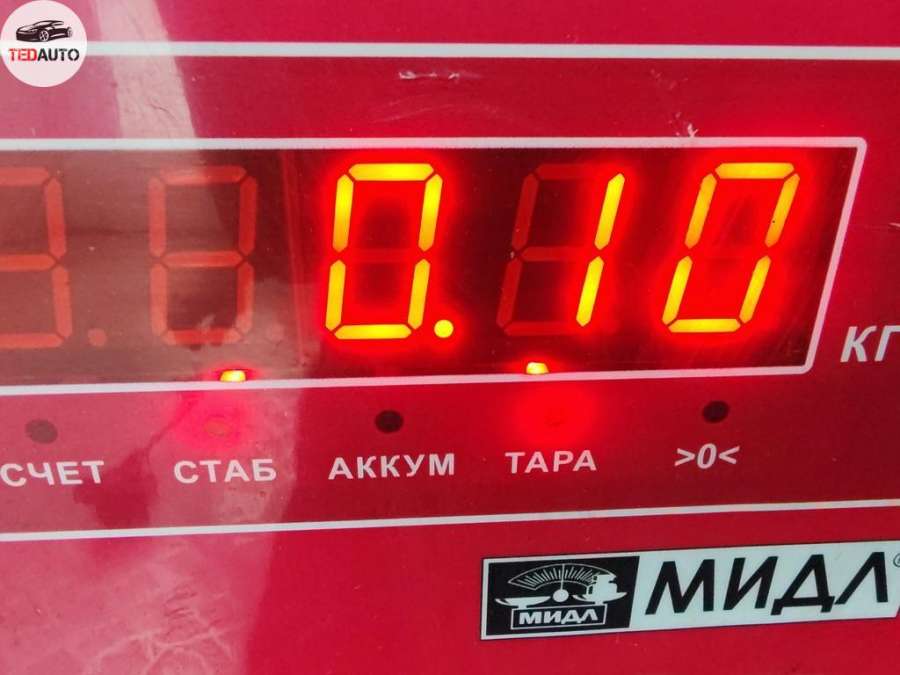 TEDAUTO
0.10
КГ
СЧЕТ СТАБ АККУМ ТАРА >0<
МИДЛ МИДЛ®